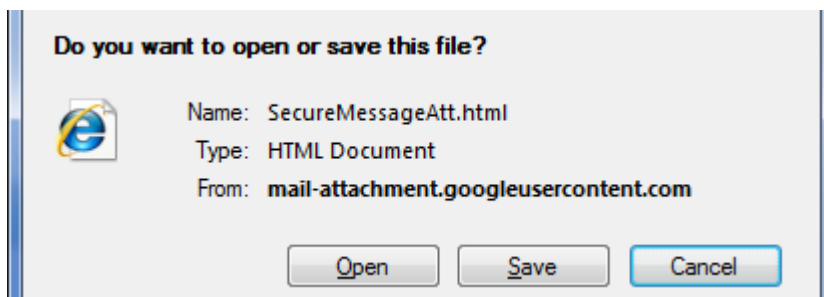 Do you want to open or save this file?
Name: SecureMessageAtt.html
Type: HTML Document
From: mail-attachment.googleusercontent.com
Open Save Cancel